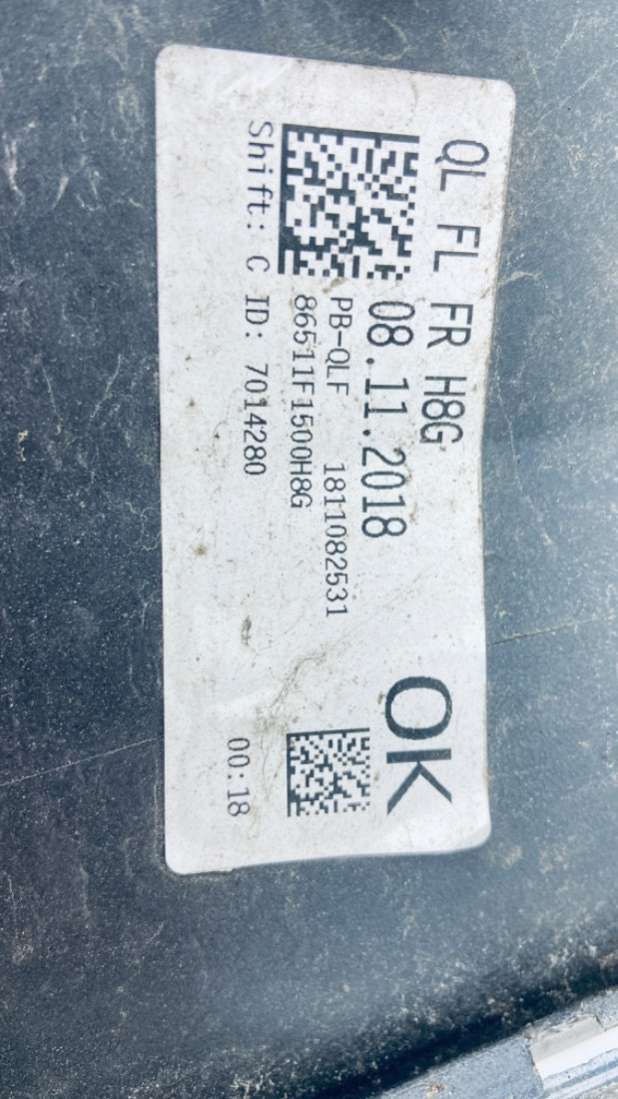 QL FL FR H8G
08.11.2018
OK
PB-QLF 1811082531
86511F1500H8G
Shift: C ID: 7014280
00:18